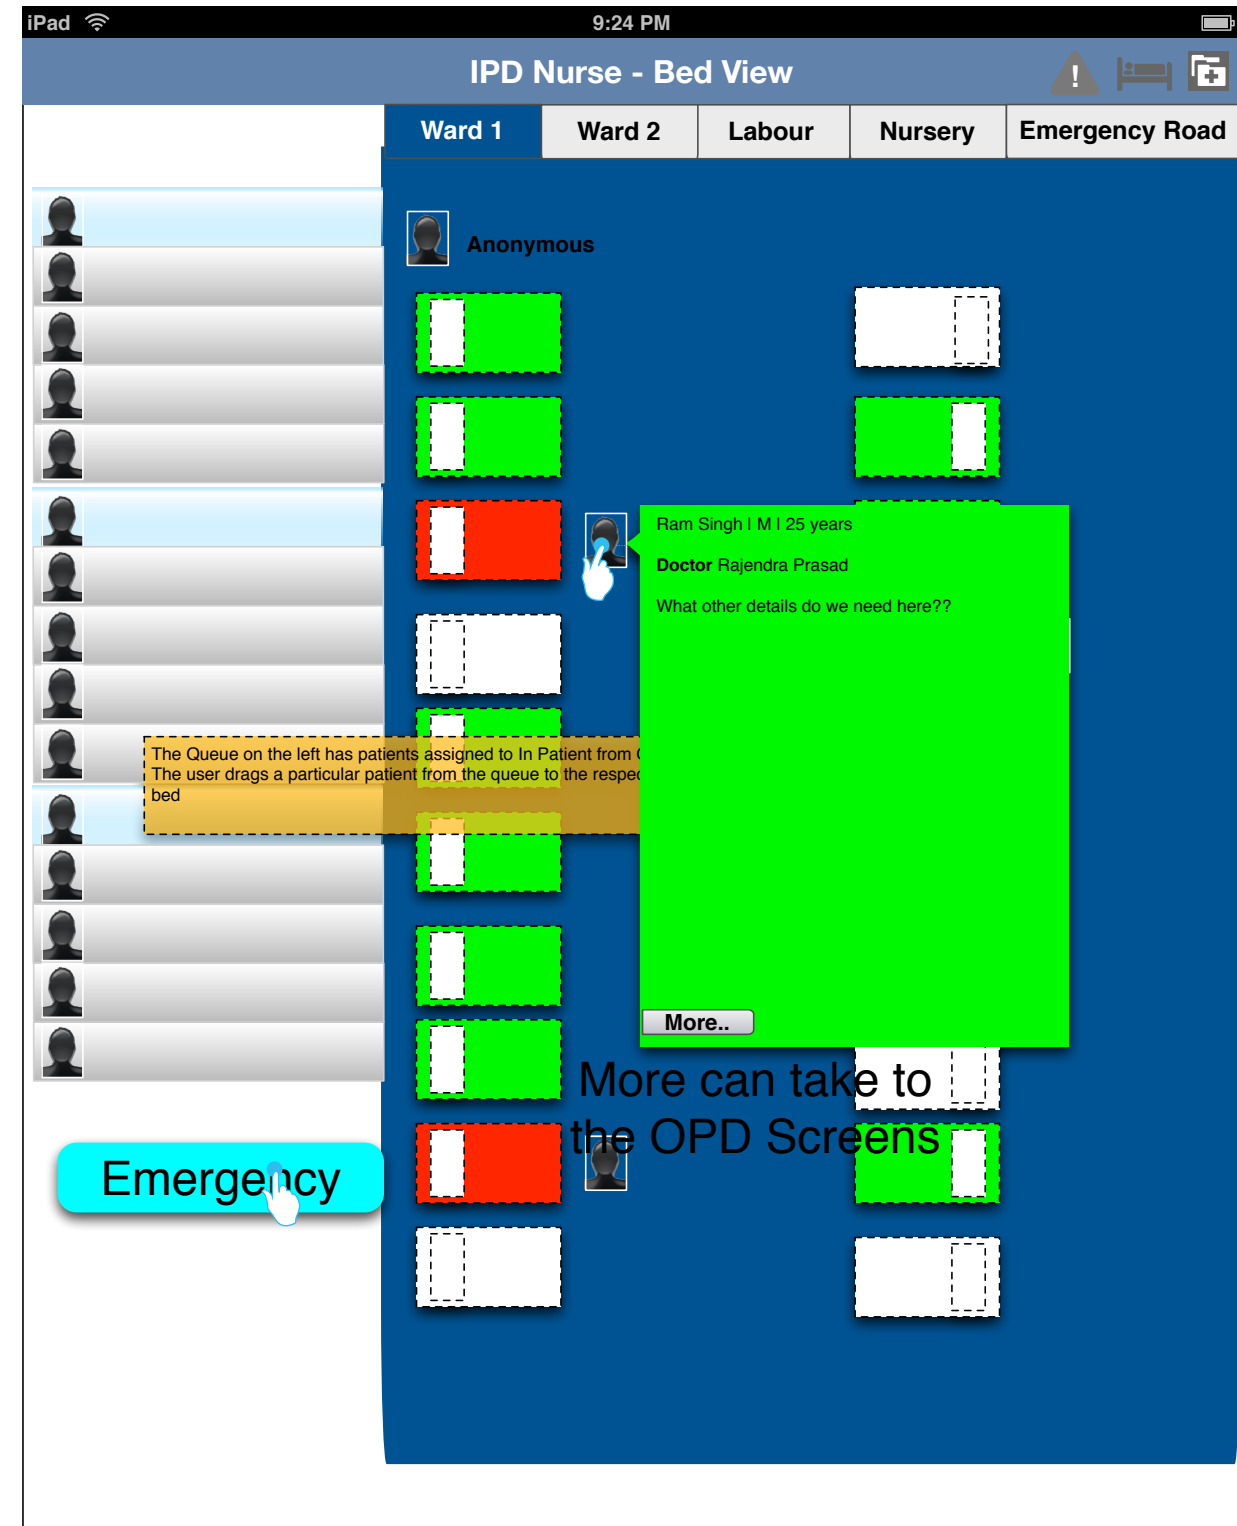 iPad
9:24 PM
IPD Nurse - Bed View
Ward 1
Ward 2
Labour
Nursery
Emergency Road
Anonymous
Ram Singh I M I 25 years
Doctor Rajendra Prasad
What other details do we need here??
The Queue on the left has patients assigned to In Patient from
The user drags a particular patient from the queue to the
bed
More..
More can take to
the OPD Screens
Emergency